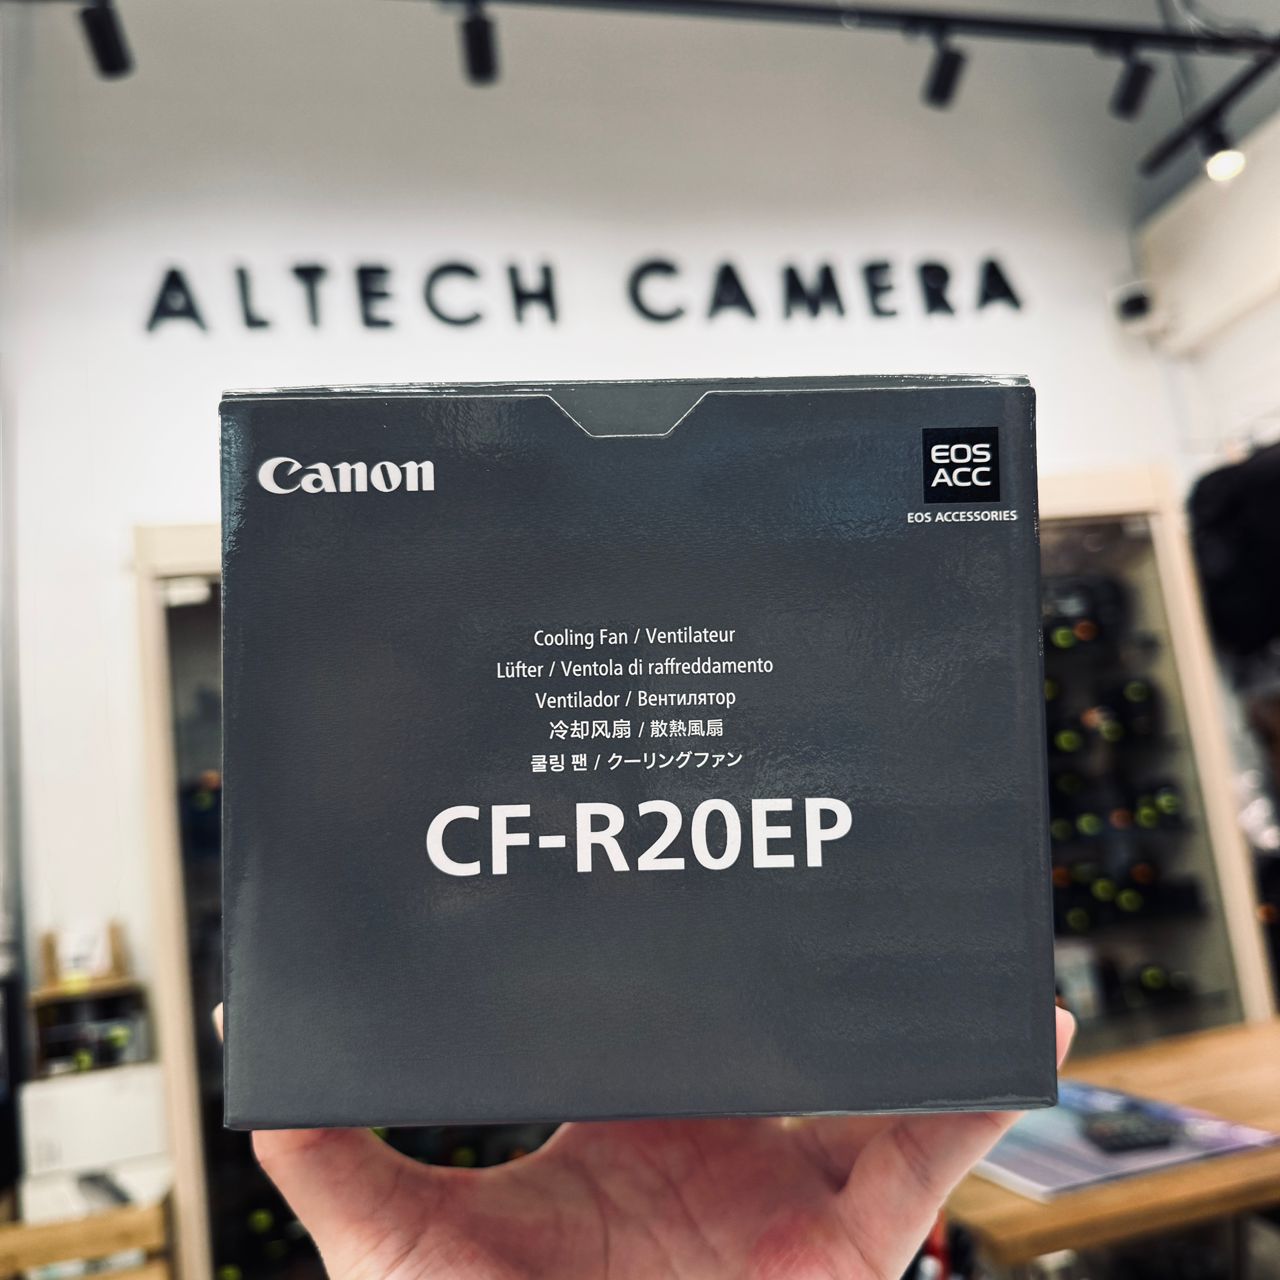 ALTECH CAMERA
Canon
EOS
ACC
EOS ACCESSORIES
Cooling Fan / Ventilateur
Lüfter / Ventola di raffreddamento
Ventilador / Вентилятор
冷却风扇 / 散熱風扇
쿨링 팬 / クーリングファン
CF-R20EP